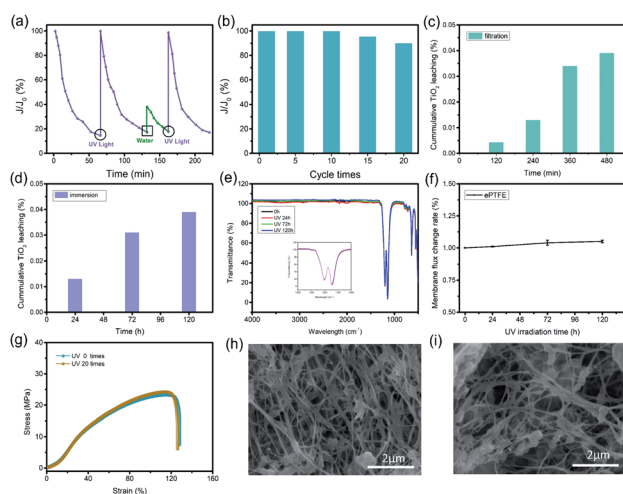 (a)
J/J0 (%)
100
80
60
40
20
0
UV Light
Water
UV Light
0 50 100 150 200
Time (min)
(b)
J/J0 (%)
100
80
60
40
20
0
0 5 10 15 20
Cycle times
(c)
Cummulative TiO2 leaching (%)
filtration
0.05
0.04
0.03
0.02
0.01
0.00
0 120 240 360 480
Time (min)
(d)
Cummulative TiO2 leaching (%)
immersion
0.05
0.04
0.03
0.02
0.01
0.00
0 24 48 72 96 120
Time (h)
(e)
Transmittance (%)
0h
UV 24h
UV 72h
UV 120h
4000 3000 2000 1000
Wavelength (cm-1)
(f)
Membrane flux change rate (%)
ePTFE
1.50
1.25
1.00
0.75
0.50
0 24 48 72 96 120
UV irradiation time (h)
(g)
Stress (MPa)
UV 0 times
UV 20 times
40
30
20
10
0
0 40 80 120 160
Strain (%)
(h)
2μm
(i)
2μm